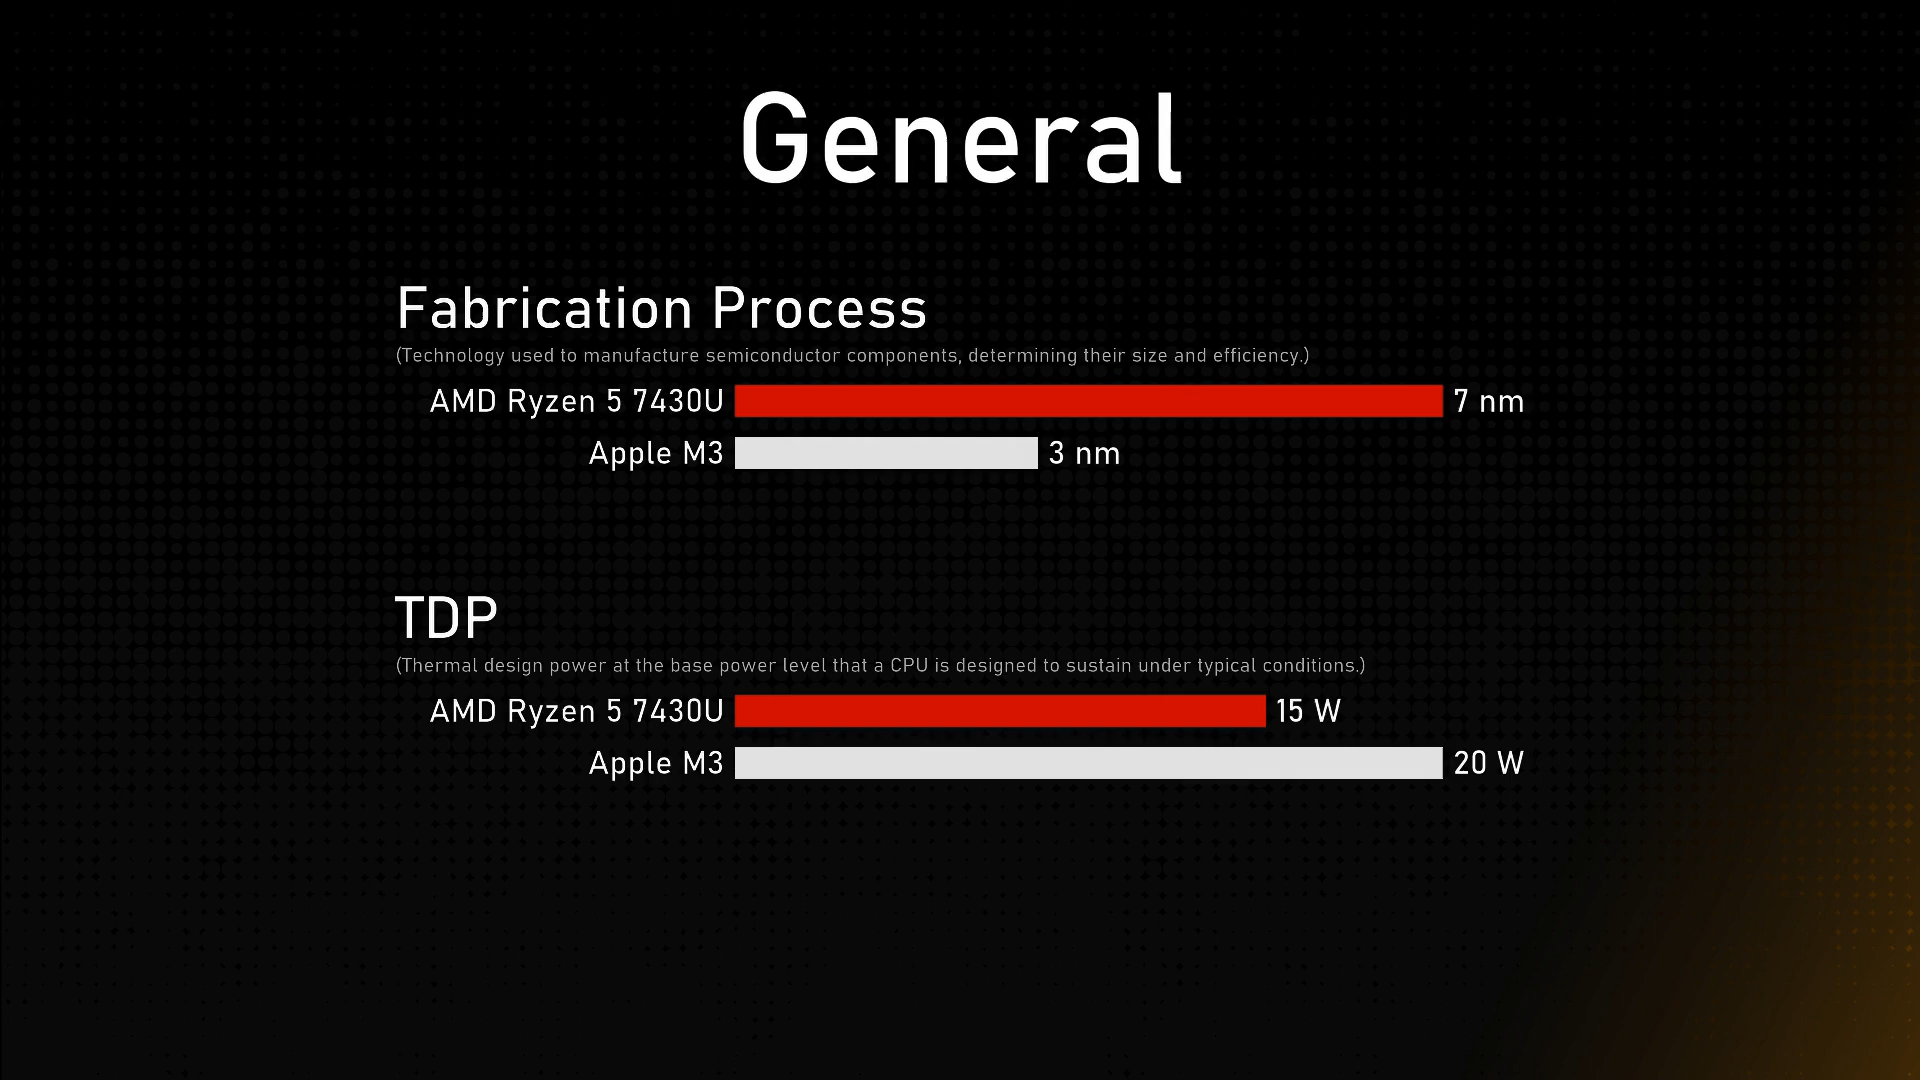 General
Fabrication Process
(Technology used to manufacture semiconductor components, determining their size and efficiency.)
AMD Ryzen 5 7430U 7 nm
Apple M3 3 nm
TDP
(Thermal design power at the base power level that a CPU is designed to sustain under typical conditions.)
AMD Ryzen 5 7430U 15 W
Apple M3 20 W